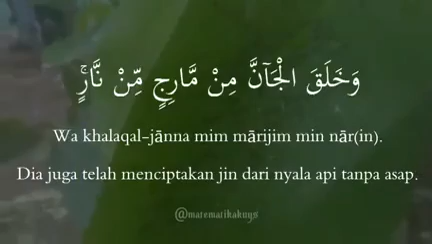 وَخَلَقَ الْجَاۤنَّ مِنْ مَّارِجٍ مِّنْ نَّارٍۚ
Wa khalaqal-jānna mim mārijim min nār(in).
Dia juga telah menciptakan jin dari nyala api tanpa asap.
@matematikakuys